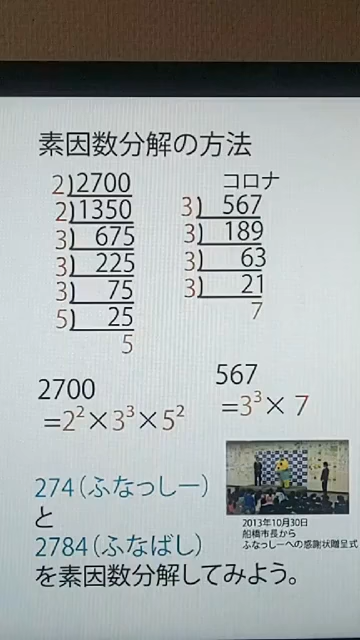 素因数分解の方法
2)2700
2)1350
3) 675
3) 225
3) 75
5) 25
5
コロナ
3) 567
3) 189
3) 63
3) 21
7
2700
=2²×3³×5²
567
=3³× 7
274(ふなっしー)
と
2784(ふなばし)
を素因数分解してみよう。
2013年10月30日
船橋市長から
ふなっしーへの感謝状贈呈式